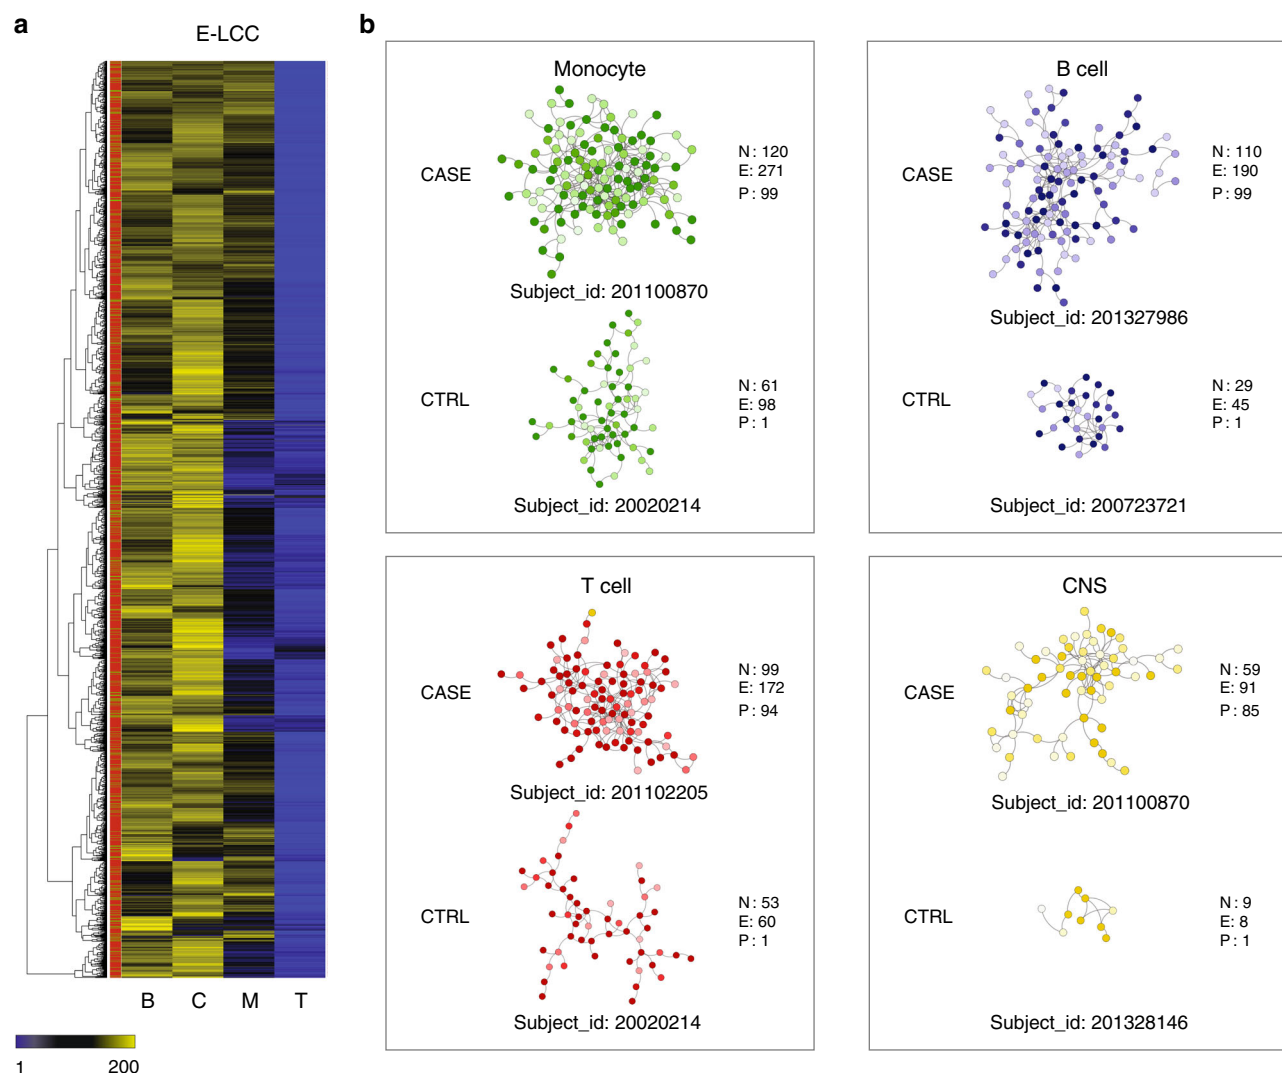 a
E-LCC
B C M T
1 200
b
Monocyte
CASE
N: 120
E: 271
P: 99
Subject_id: 201100870
CTRL
N: 61
E: 98
P: 1
Subject_id: 20020214
B cell
CASE
N: 110
E: 190
P: 99
Subject_id: 201327986
CTRL
N: 29
E: 45
P: 1
Subject_id: 200723721
T cell
CASE
N: 99
E: 172
P: 94
Subject_id: 201102205
CTRL
N: 53
E: 60
P: 1
Subject_id: 20020214
CNS
CASE
N: 59
E: 91
P: 85
Subject_id: 201100870
CTRL
N: 9
E: 8
P: 1
Subject_id: 201328146